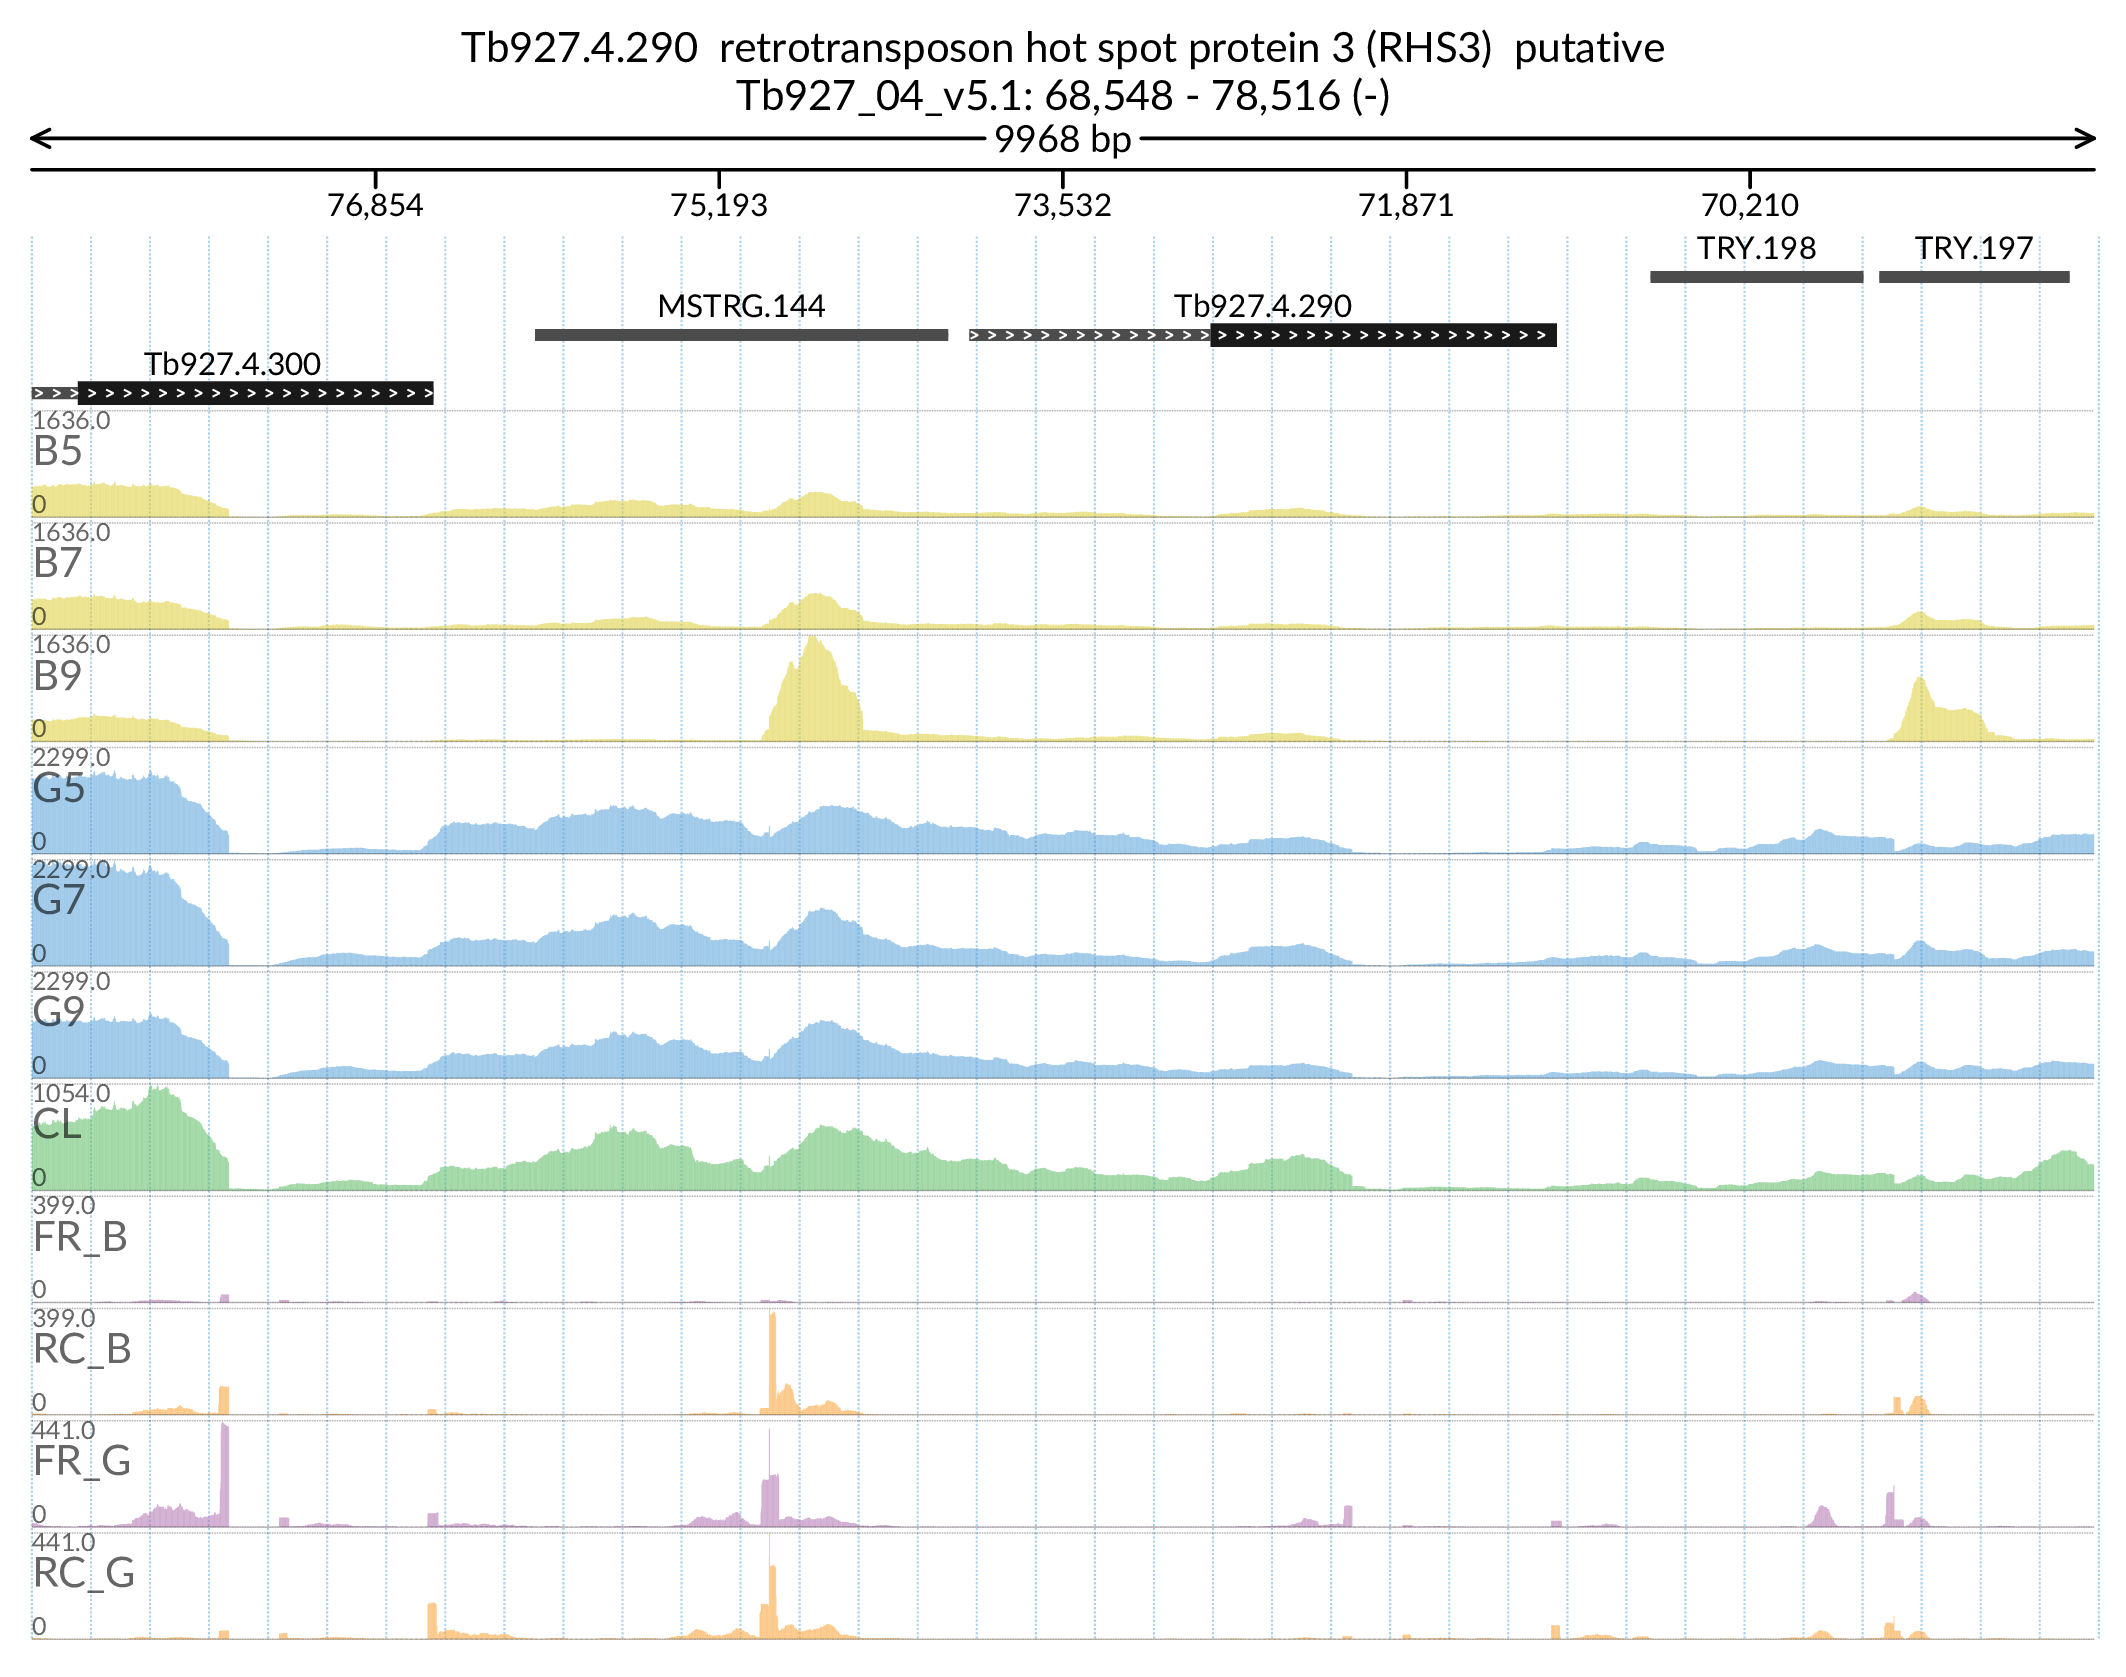 Tb927.4.290  retrotransposon hot spot protein 3 (RHS3)  putative
Tb927_04_v5.1: 68,548 - 78,516 (-)
9968 bp
76,854 75,193 73,532 71,871 70,210
TRY.198 TRY.197
MSTRG.144 Tb927.4.290
Tb927.4.300
1636.0
B5
0
1636.0
B7
0
1636.0
B9
0
2299.0
G5
0
2299.0
G7
0
2299.0
G9
0
1054.0
CL
0
399.0
FR_B
0
399.0
RC_B
0
441.0
FR_G
0
441.0
RC_G
0